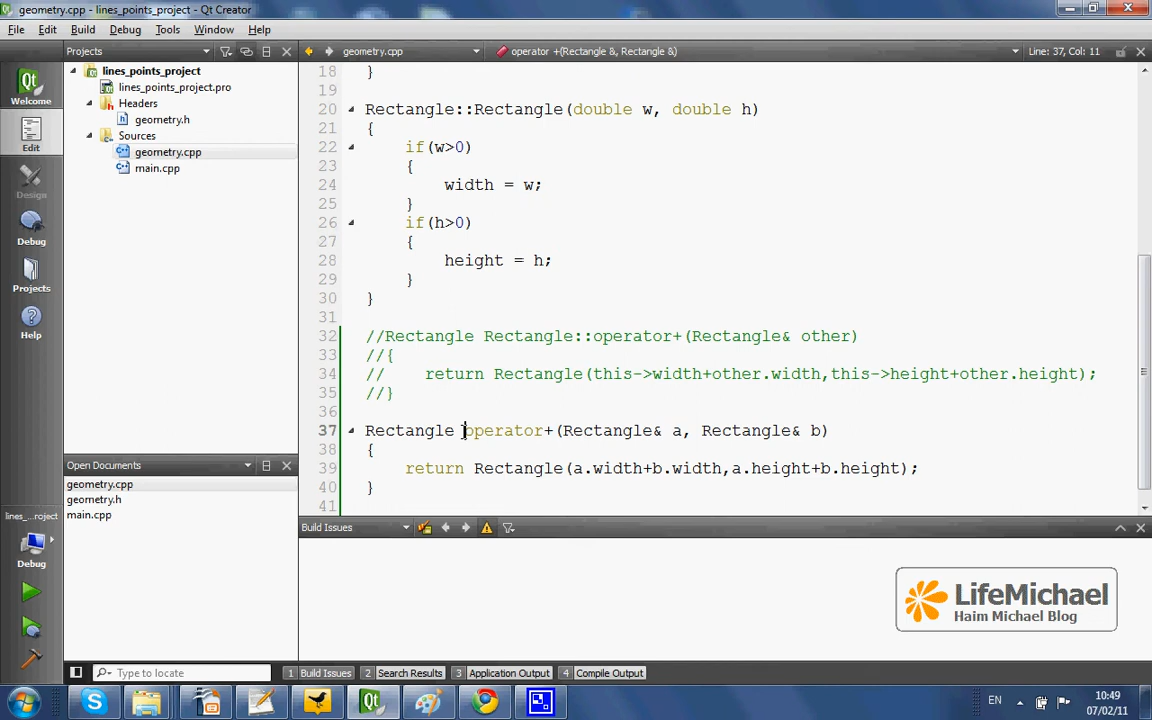 geometry.cpp - lines_points_project - Qt Creator
File Edit Build Debug Tools Window Help
Projects
geometry.cpp
operator +(Rectangle &, Rectangle &)
Line: 37, Col: 11
Welcome
Edit
Design
Debug
Projects
Help
lines_points_project
lines_points_project.pro
Headers
geometry.h
Sources
geometry.cpp
main.cpp
18 }
19
20 Rectangle::Rectangle(double w, double h)
21 {
22 if(w>0)
23 {
24 width = w;
25 }
26 if(h>0)
27 {
28 height = h;
29 }
30 }
31
32 //Rectangle Rectangle::operator+(Rectangle& other)
33 //{
34 // return Rectangle(this->width+other.width,this->height+other.height);
35 //}
36
37 Rectangle operator+(Rectangle& a, Rectangle& b)
38 {
39 return Rectangle(a.width+b.width,a.height+b.height);
40 }
41
Open Documents
geometry.cpp
geometry.h
main.cpp
lines_...roject
Debug
Build Issues
LifeMichael
Haim Michael Blog
Type to locate
1 Build Issues 2 Search Results 3 Application Output 4 Compile Output
EN
10:49
07/02/11